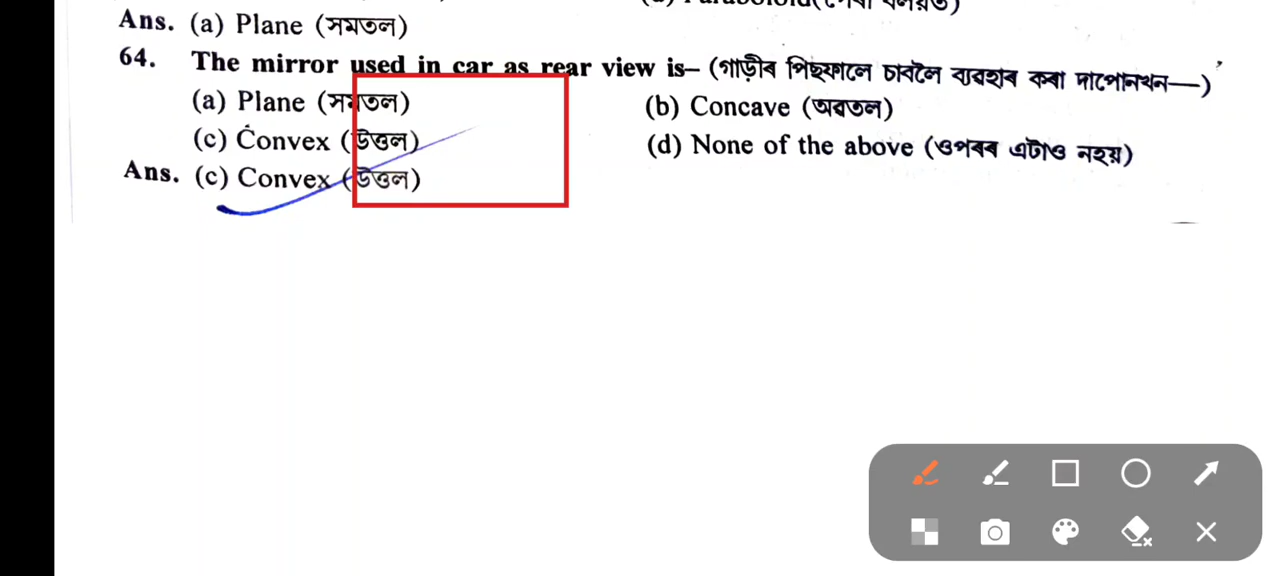 Ans. (a) Plane (সমতল)
64. The mirror used in car as rear view is– (গাড়ীৰ পিছফালে চাবলৈ ব্যৱহাৰ কৰা দাপোনখন—)
(a) Plane (সমতল) (b) Concave (অৱতল)
(c) Convex (উত্তল) (d) None of the above (ওপৰৰ এটাও নহয়)
Ans. (c) Convex (উত্তল)